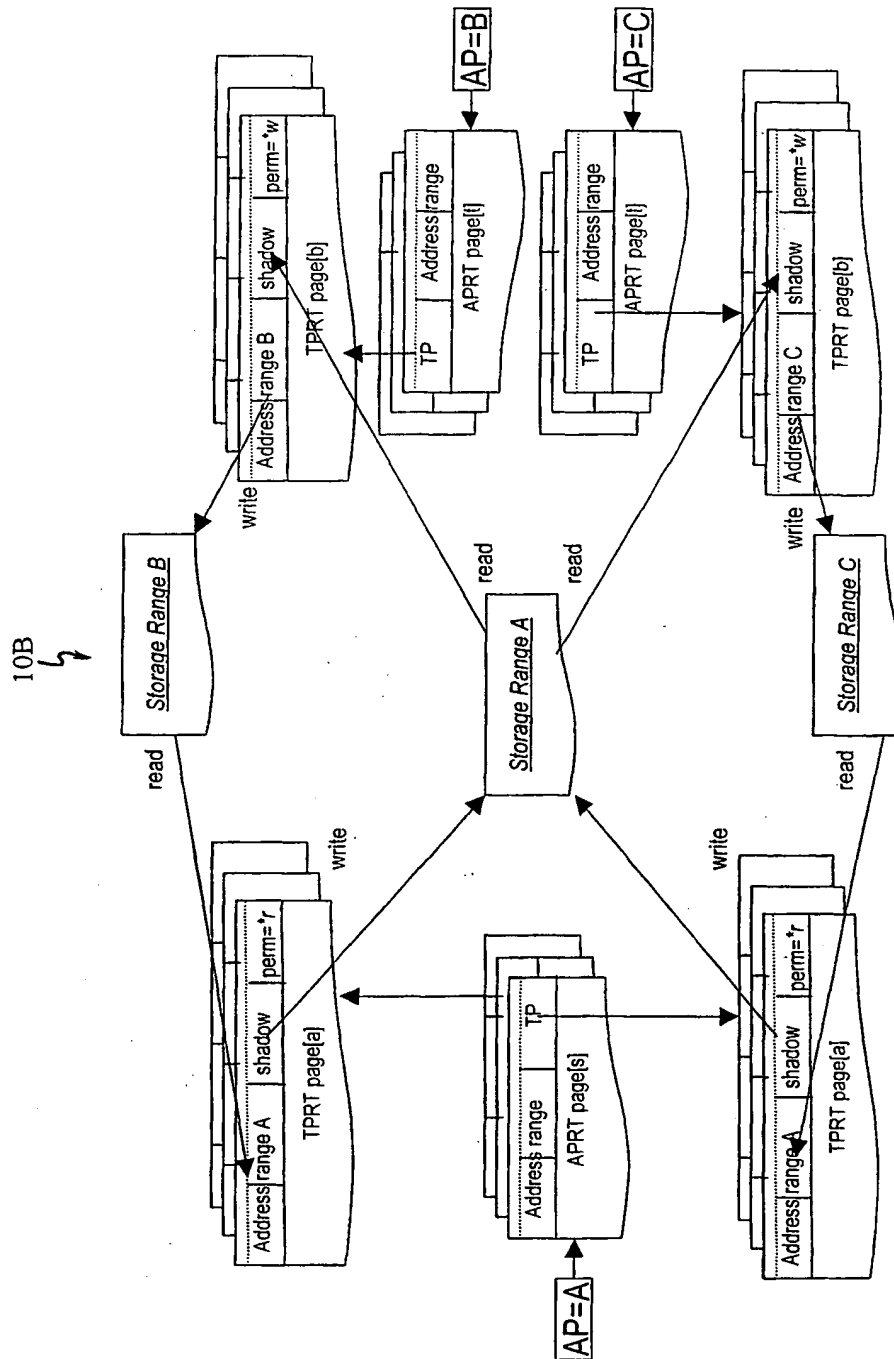 10B
Storage Range B
read
write
Address range A shadow perm=*r
TPRT page[a]
write
Address range B shadow perm=*w
TPRT page[b]
Address range TP
APRT page[s]
AP=A
Storage Range A
read
read
TP Address range
APRT page[t]
AP=B
TP Address range
APRT page[t]
AP=C
Address range A shadow perm=*r
TPRT page[a]
write
Storage Range C
read
write
Address range C shadow perm=*w
TPRT page[b]